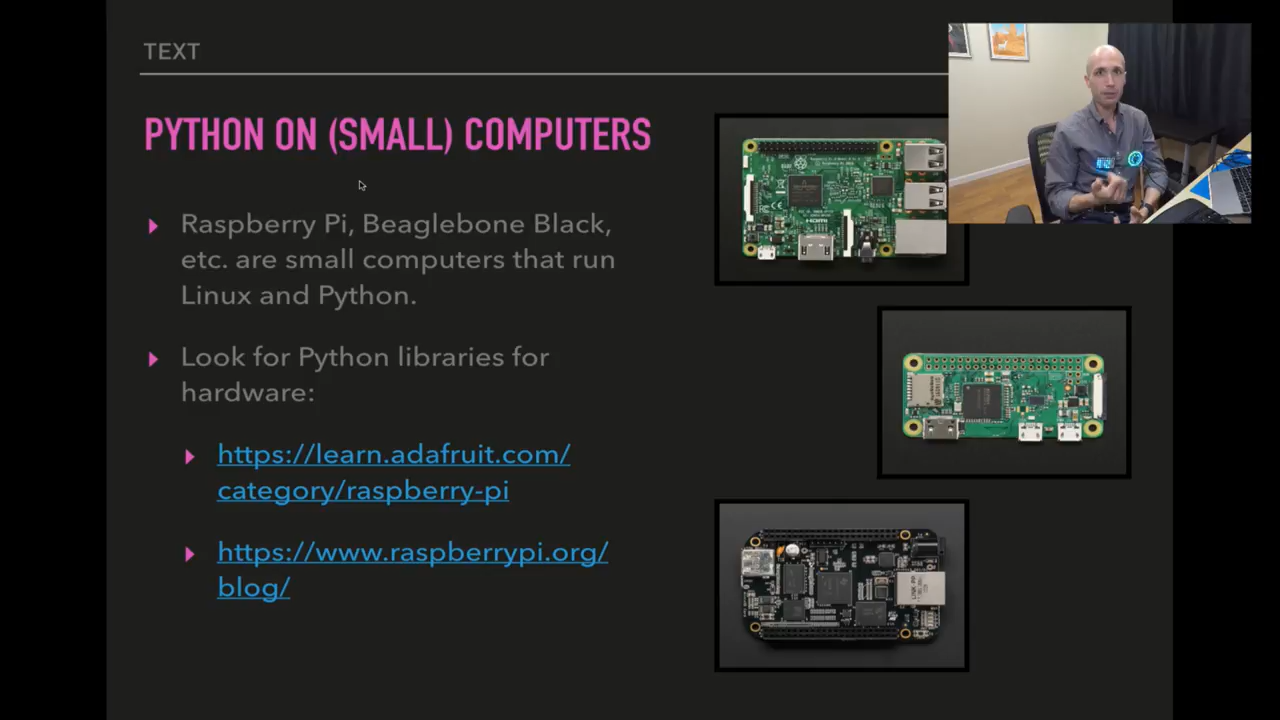 TEXT
PYTHON ON (SMALL) COMPUTERS
Raspberry Pi, Beaglebone Black,
etc. are small computers that run
Linux and Python.
Look for Python libraries for
hardware:
https://learn.adafruit.com/
category/raspberry-pi
https://www.raspberrypi.org/
blog/
HDMI